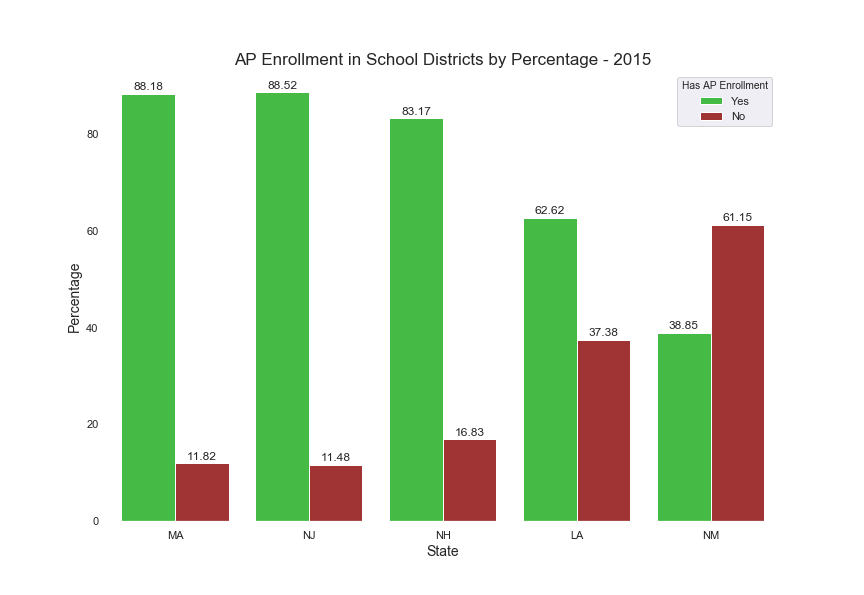 AP Enrollment in School Districts by Percentage - 2015
Has AP Enrollment
Yes
No
88.18
88.52
83.17
62.62
38.85
11.82
11.48
16.83
37.38
61.15
Percentage
80
60
40
20
0
MA
NJ
NH
LA
NM
State